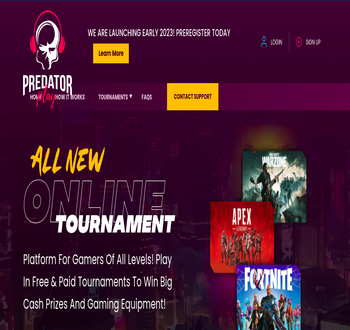 WE ARE LAUNCHING EARLY 2023! PREREGISTER TODAY
Learn More
LOGIN
SIGN UP
PREDATOR
play
HOW IT WORKS
TOURNAMENTS
FAQS
CONTACT SUPPORT
ALL NEW
ONLINE
TOURNAMENT
Platform For Gamers Of All Levels! Play
In Free & Paid Tournaments To Win Big
Cash Prizes And Gaming Equipment!
WARZONE
APEX
LEGENDS
FORTNITE